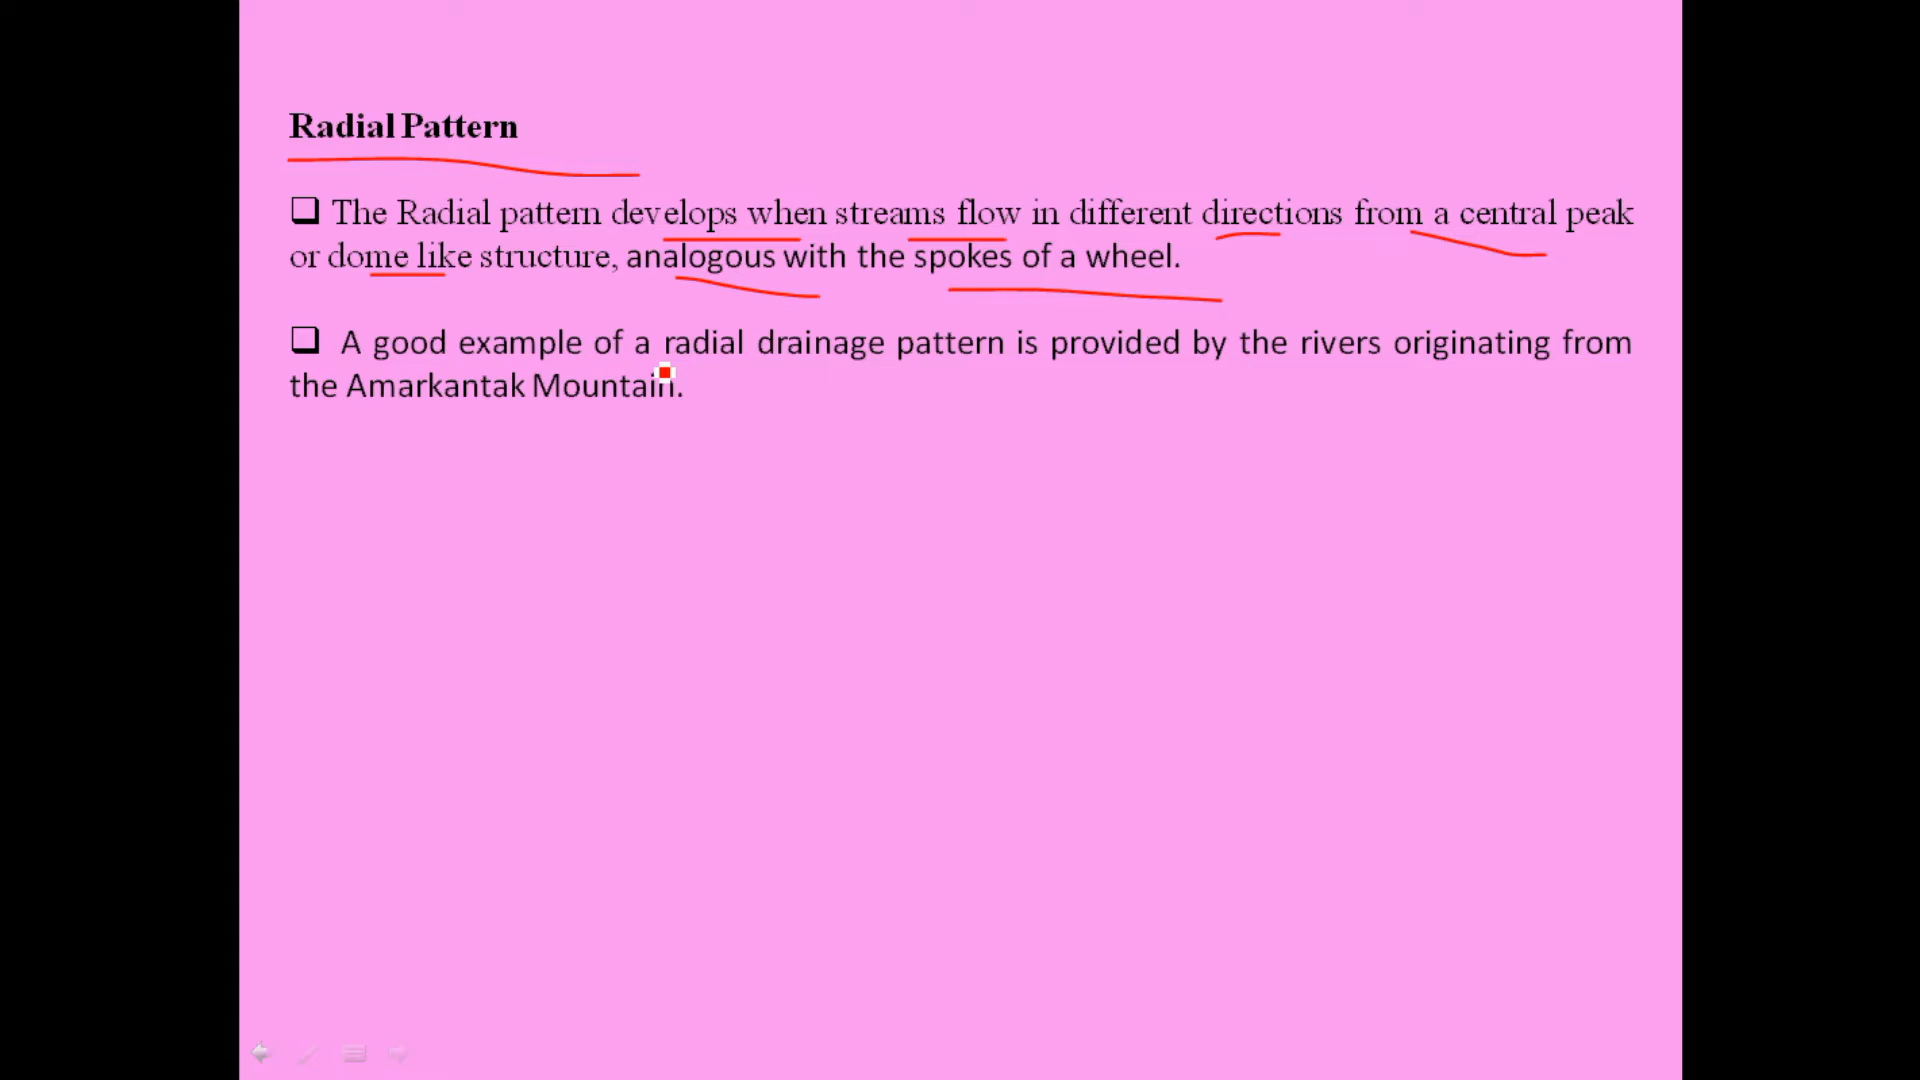 Radial Pattern
The Radial pattern develops when streams flow in different directions from a central peak
or dome like structure, analogous with the spokes of a wheel.
A good example of a radial drainage pattern is provided by the rivers originating from
the Amarkantak Mountain.